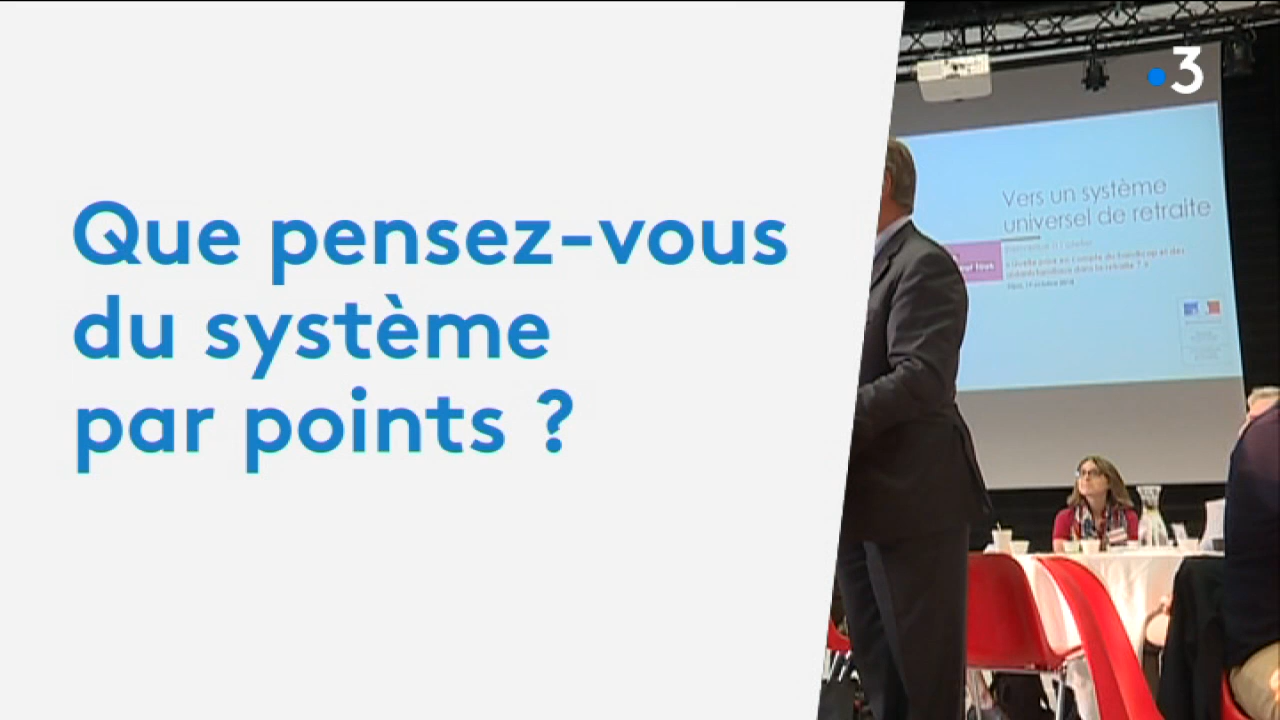 Que pensez-vous
du système
par points ?
3
Vers un système
universel de retraite